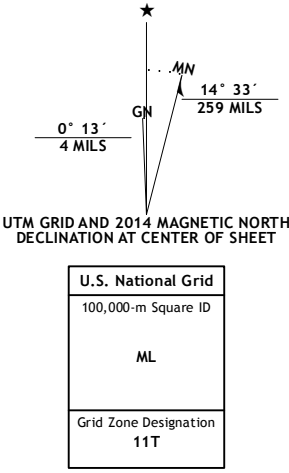 ★
MN
GN
14° 33´
259 MILS
0° 13´
4 MILS
UTM GRID AND 2014 MAGNETIC NORTH
DECLINATION AT CENTER OF SHEET
U.S. National Grid
100,000-m Square ID
ML
Grid Zone Designation
11T